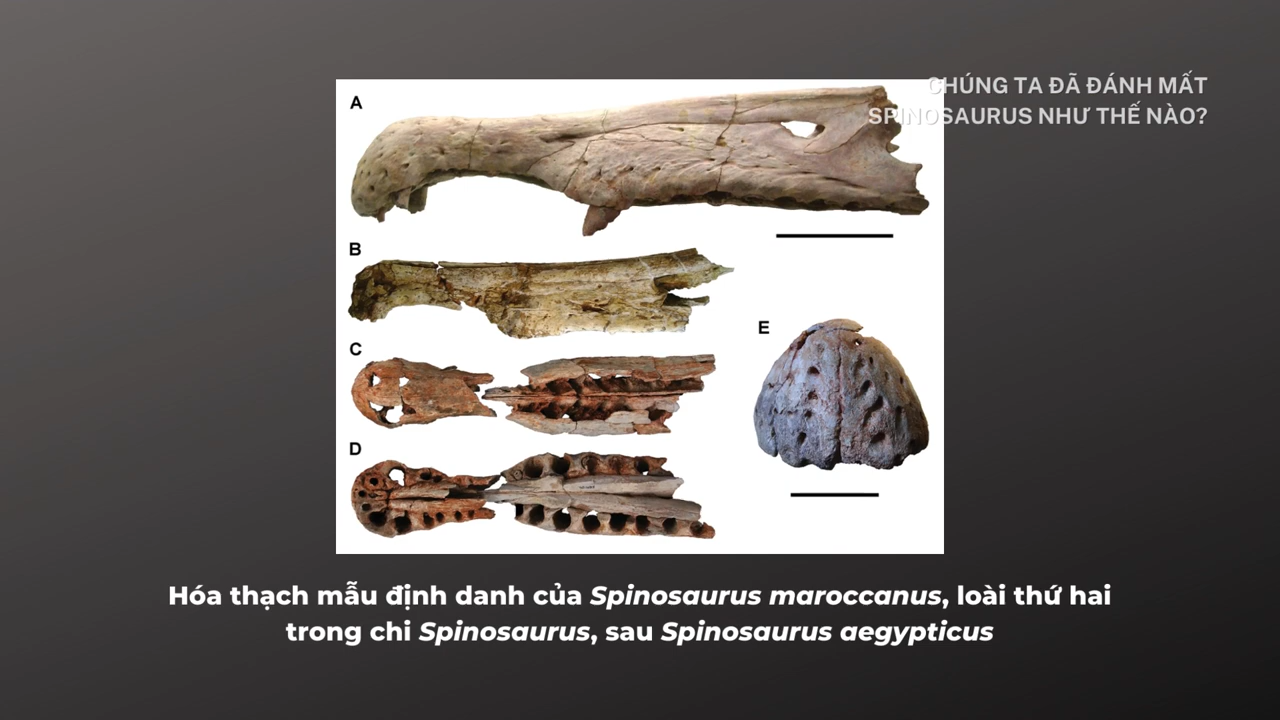 CHÚNG TA ĐÃ ĐÁNH MẤT
SPINOSAURUS NHƯ THẾ NÀO?
A
B
C
D
E
Hóa thạch mẫu định danh của Spinosaurus maroccanus, loài thứ hai
trong chi Spinosaurus, sau Spinosaurus aegypticus